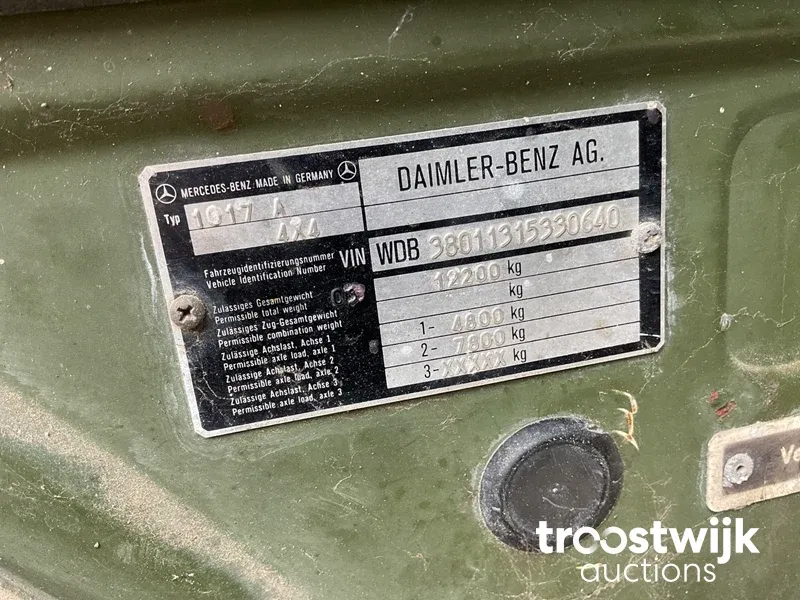 MERCEDES-BENZ MADE IN GERMANY
DAIMLER-BENZ AG.
Typ 1017 A
4X4
Fahrzeugidentifizierungsnummer
Vehicle Identification Number
VIN WDB 38011315330640
Zulässiges Gesamtgewicht
Permissible total weight
12200 kg
Zulässiges Zug-Gesamtgewicht
Permissible combination weight
kg
Zulässige Achslast, Achse 1
Permissible axle load, axle 1
1- 4800 kg
Zulässige Achslast, Achse 2
Permissible axle load, axle 2
2- 7800 kg
Zulässige Achslast, Achse 3
Permissible axle load, axle 3
3- XXXXX kg
troostwijk
auctions